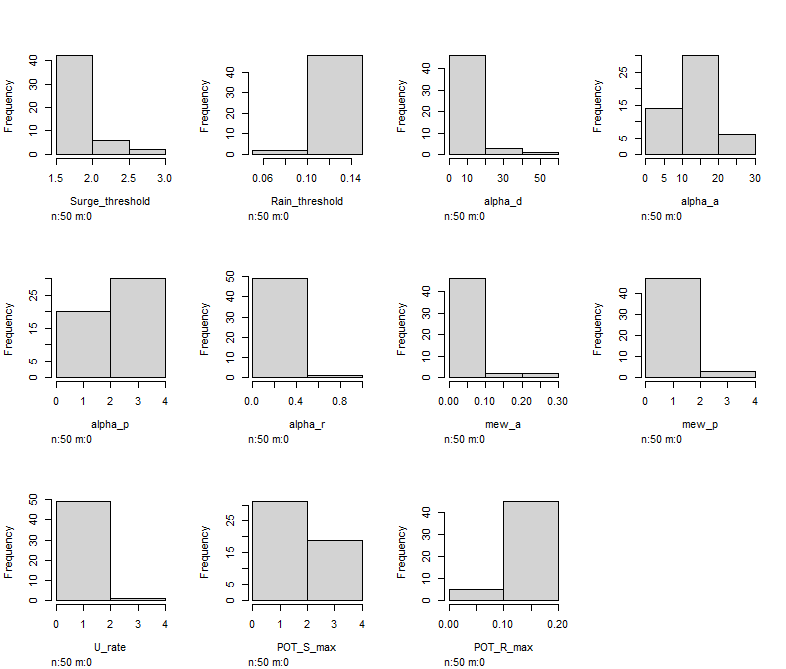 Frequency
0 10 20 30 40
1.5 2.0 2.5 3.0
Surge_threshold
n:50 m:0
Frequency
0 10 20 30 40
0.06 0.10 0.14
Rain_threshold
n:50 m:0
Frequency
0 10 20 30 40
0 10 30 50
alpha_d
n:50 m:0
Frequency
0 5 15 25
0 5 10 20 30
alpha_a
n:50 m:0
Frequency
0 5 15 25
0 1 2 3 4
alpha_p
n:50 m:0
Frequency
0 10 20 30 40 50
0.0 0.4 0.8
alpha_r
n:50 m:0
Frequency
0 10 20 30 40
0.00 0.10 0.20 0.30
mew_a
n:50 m:0
Frequency
0 10 20 30 40
0 1 2 3 4
mew_p
n:50 m:0
Frequency
0 10 20 30 40 50
0 1 2 3 4
U_rate
n:50 m:0
Frequency
0 5 15 25
0 1 2 3 4
POT_S_max
n:50 m:0
Frequency
0 10 20 30 40
0.00 0.10 0.20
POT_R_max
n:50 m:0